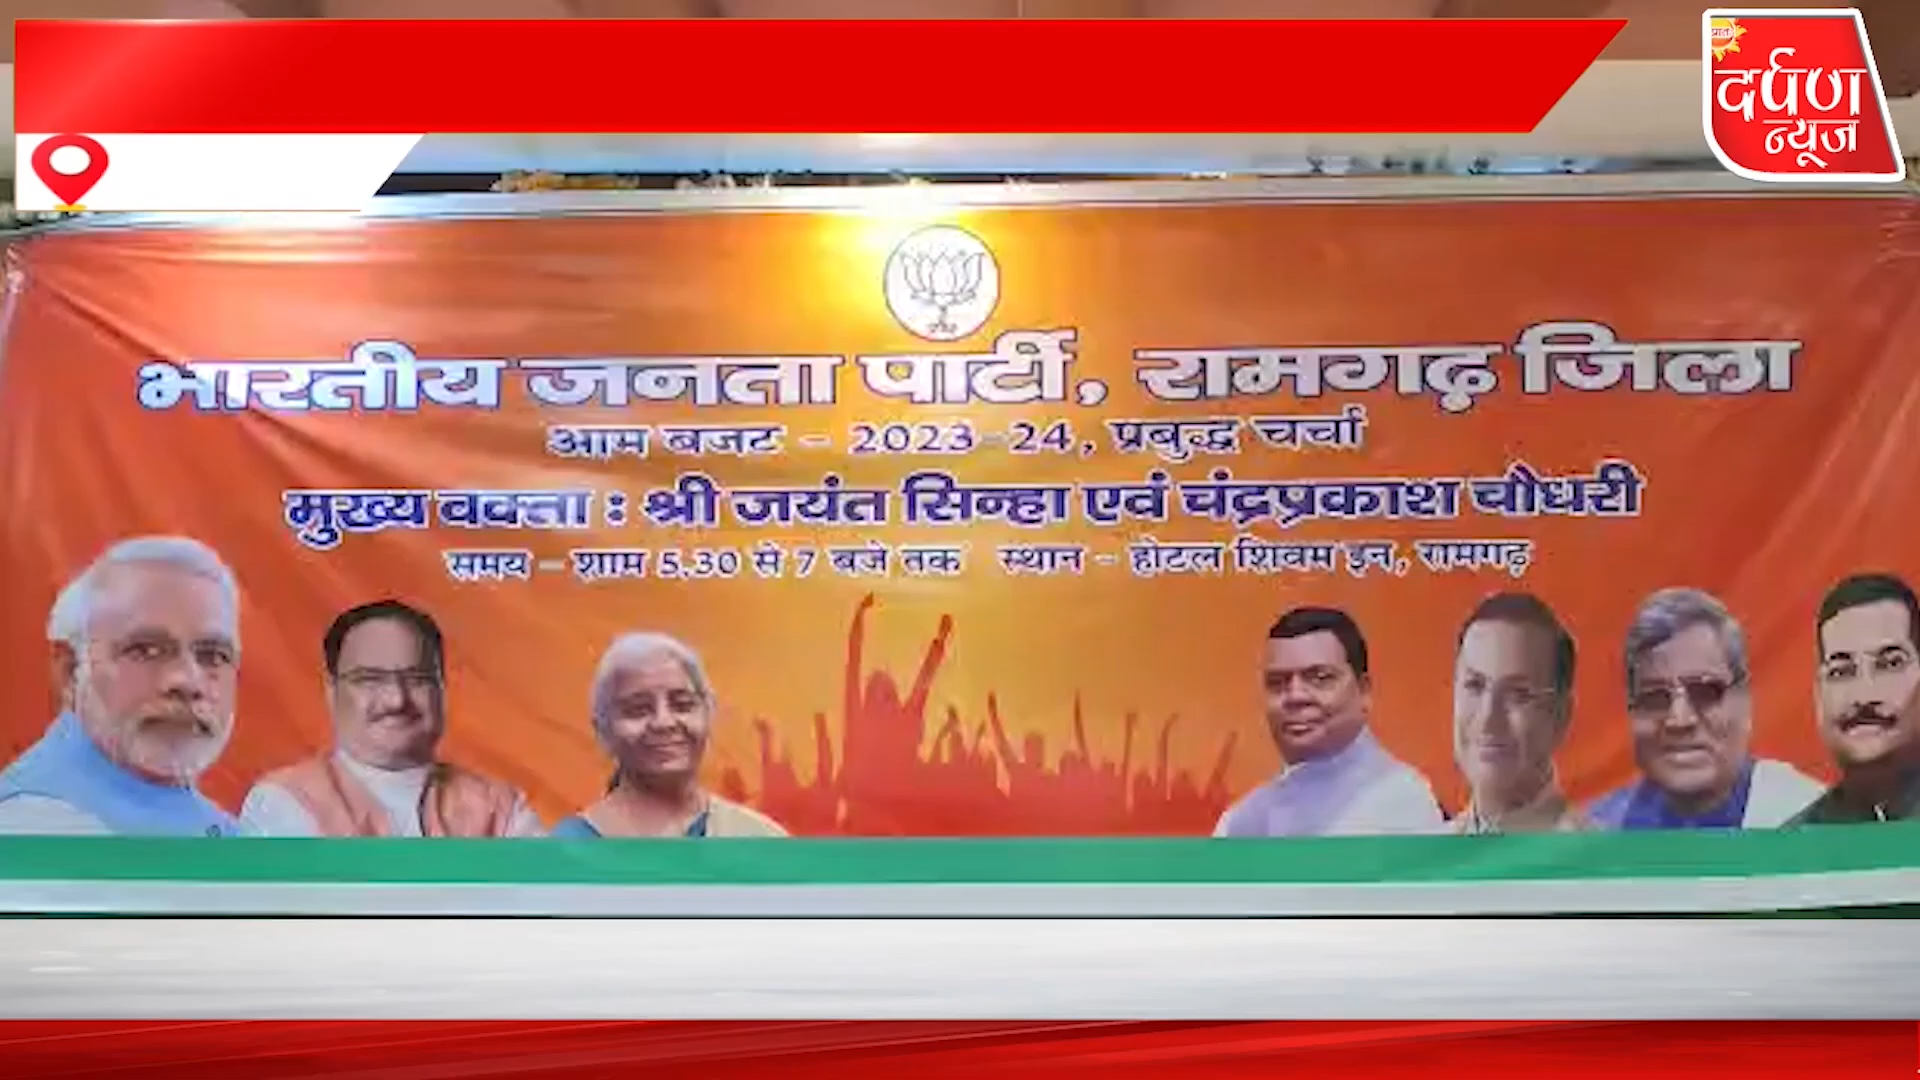 दर्पण
न्यूज
भारतीय जनता पार्टी, रामगढ़ जिला
आम बजट - 2023-24, प्रबुद्ध चर्चा
मुख्य वक्ता : श्री जयंत सिन्हा एवं चंद्रप्रकाश चौधरी
समय - शाम 5.30 से 7 बजे तक स्थान - होटल शिवम इन, रामगढ़